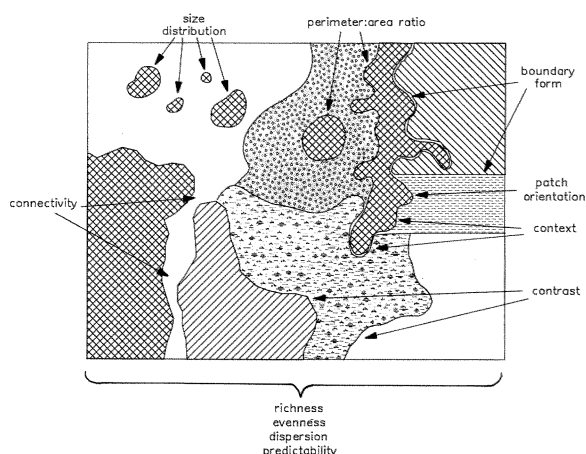 size
distribution
perimeter:area ratio
boundary
form
connectivity
patch
orientation
context
contrast
richness
evenness
dispersion
predictability